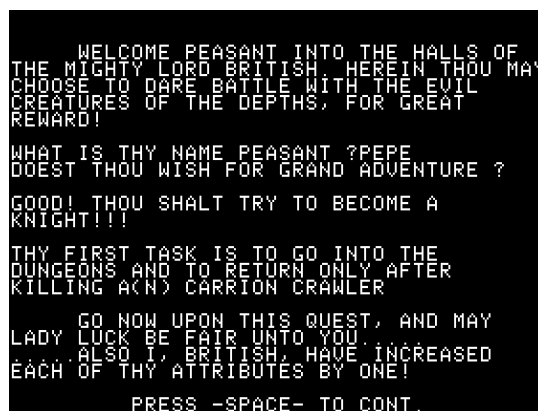 WELCOME PEASANT INTO THE HALLS OF
THE MIGHTY LORD BRITISH. HEREIN THOU MAY
CHOOSE TO DARE BATTLE WITH THE EVIL
CREATURES OF THE DEPTHS, FOR GREAT
REWARD!
WHAT IS THY NAME PEASANT ?PEPE
DOEST THOU WISH FOR GRAND ADVENTURE ?
GOOD! THOU SHALT TRY TO BECOME A
KNIGHT!!!
THY FIRST TASK IS TO GO INTO THE
DUNGEONS AND TO RETURN ONLY AFTER
KILLING A(N) CARRION CRAWLER
GO NOW UPON THIS QUEST, AND MAY
LADY LUCK BE FAIR UNTO YOU.....
.....ALSO I, BRITISH, HAVE INCREASED
EACH OF THY ATTRIBUTES BY ONE!
PRESS -SPACE- TO CONT.